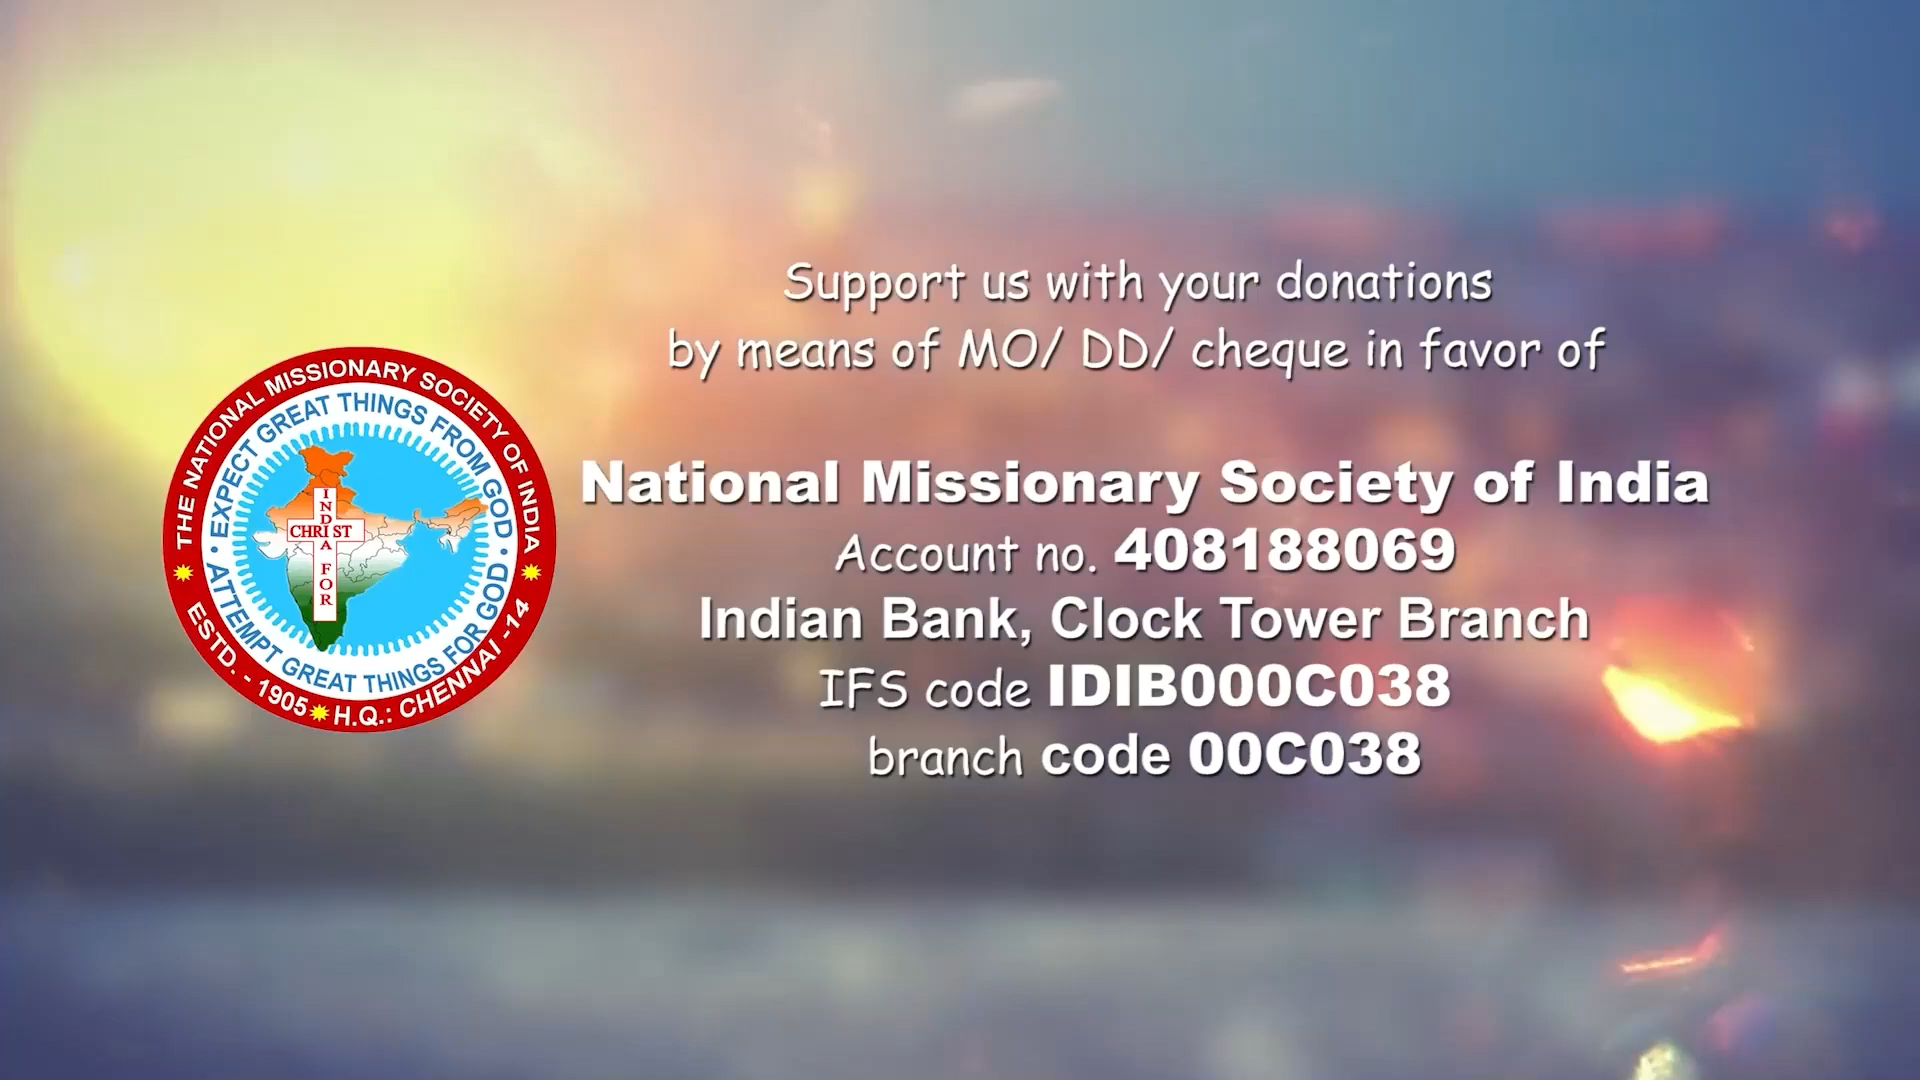 THE NATIONAL MISSIONARY SOCIETY OF INDIA
ESTD. - 1905 H.Q.: CHENNAI -14
• EXPECT GREAT THINGS FROM GOD •
ATTEMPT GREAT THINGS FOR GOD
INDIA FOR
CHRIST
Support us with your donations
by means of MO/ DD/ cheque in favor of
National Missionary Society of India
Account no. 408188069
Indian Bank, Clock Tower Branch
IFS code IDIB000C038
branch code 00C038